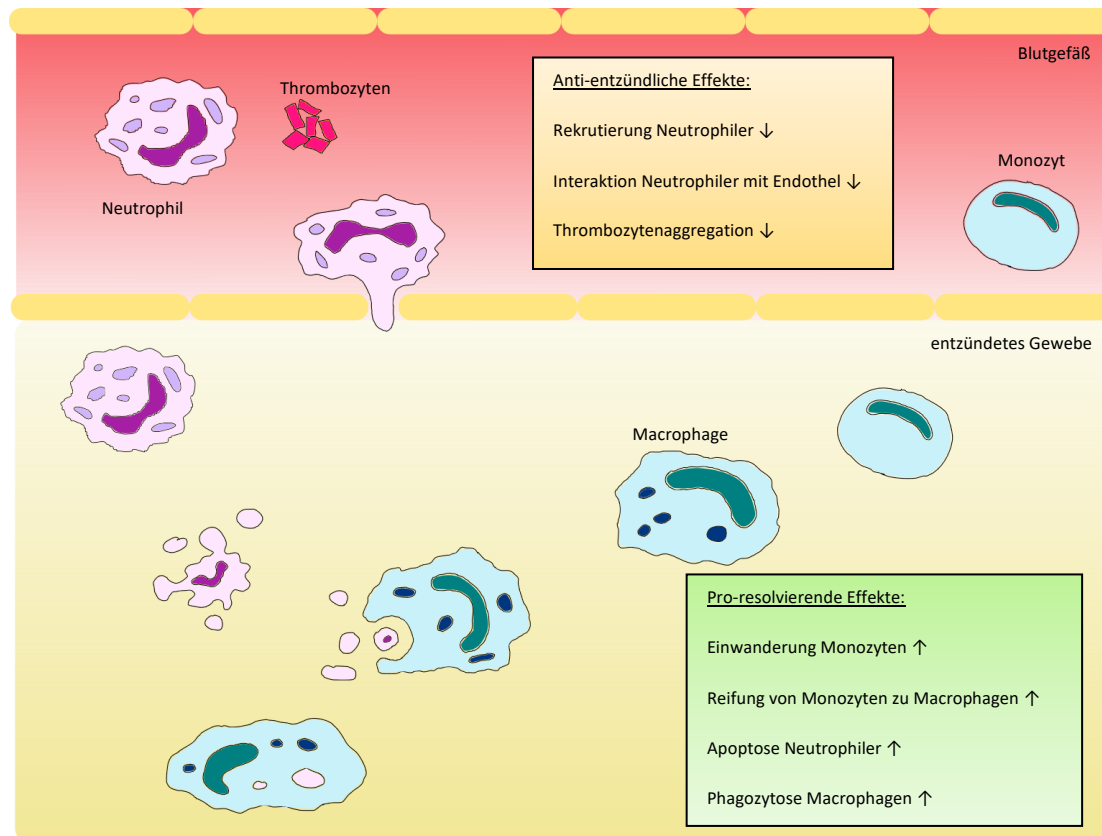 Blutgefäß
Thrombozyten
Neutrophil
Anti-entzündliche Effekte:
Rekrutierung Neutrophiler ↓
Interaktion Neutrophiler mit Endothel ↓
Thrombozytenaggregation ↓
Monozyt
entzündetes Gewebe
Macrophage
Pro-resolvierende Effekte:
Einwanderung Monozyten ↑
Reifung von Monozyten zu Macrophagen ↑
Apoptose Neutrophiler ↑
Phagozytose Macrophagen ↑